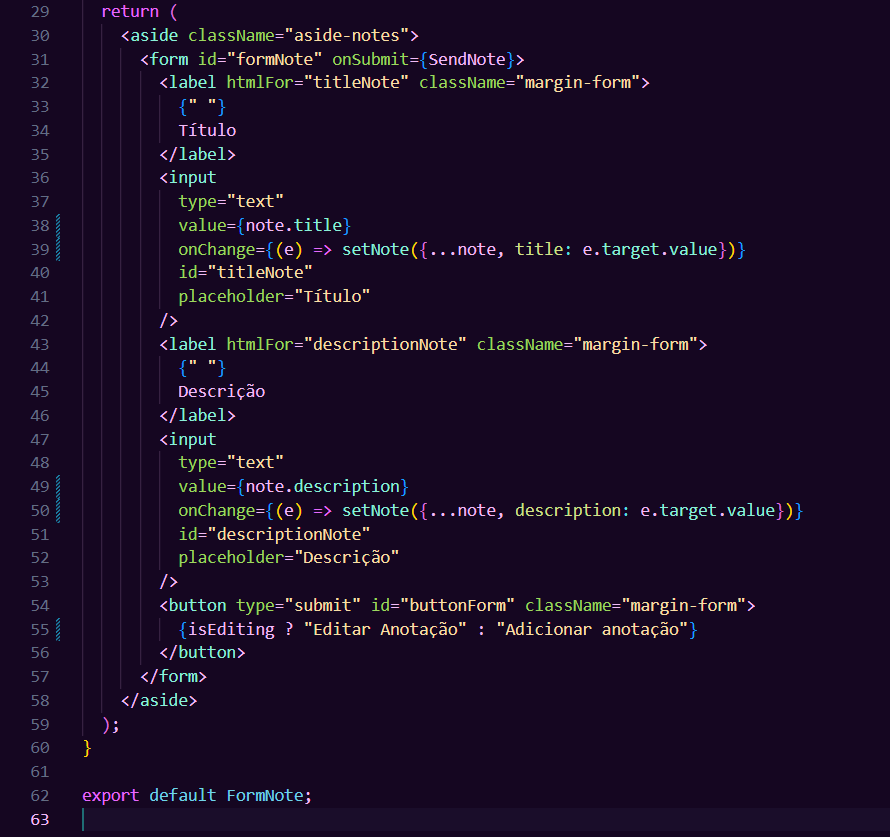 29 return (
30 <aside className="aside-notes">
31 <form id="formNote" onSubmit={SendNote}>
32 <label htmlFor="titleNote" className="margin-form">
33 {" "}
34 Título
35 </label>
36 <input
37 type="text"
38 value={note.title}
39 onChange={(e) => setNote({...note, title: e.target.value})}
40 id="titleNote"
41 placeholder="Título"
42 />
43 <label htmlFor="descriptionNote" className="margin-form">
44 {" "}
45 Descrição
46 </label>
47 <input
48 type="text"
49 value={note.description}
50 onChange={(e) => setNote({...note, description: e.target.value})}
51 id="descriptionNote"
52 placeholder="Descrição"
53 />
54 <button type="submit" id="buttonForm" className="margin-form">
55 {isEditing ? "Editar Anotação" : "Adicionar anotação"}
56 </button>
57 </form>
58 </aside>
59 );
60 }
61
62 export default FormNote;
63